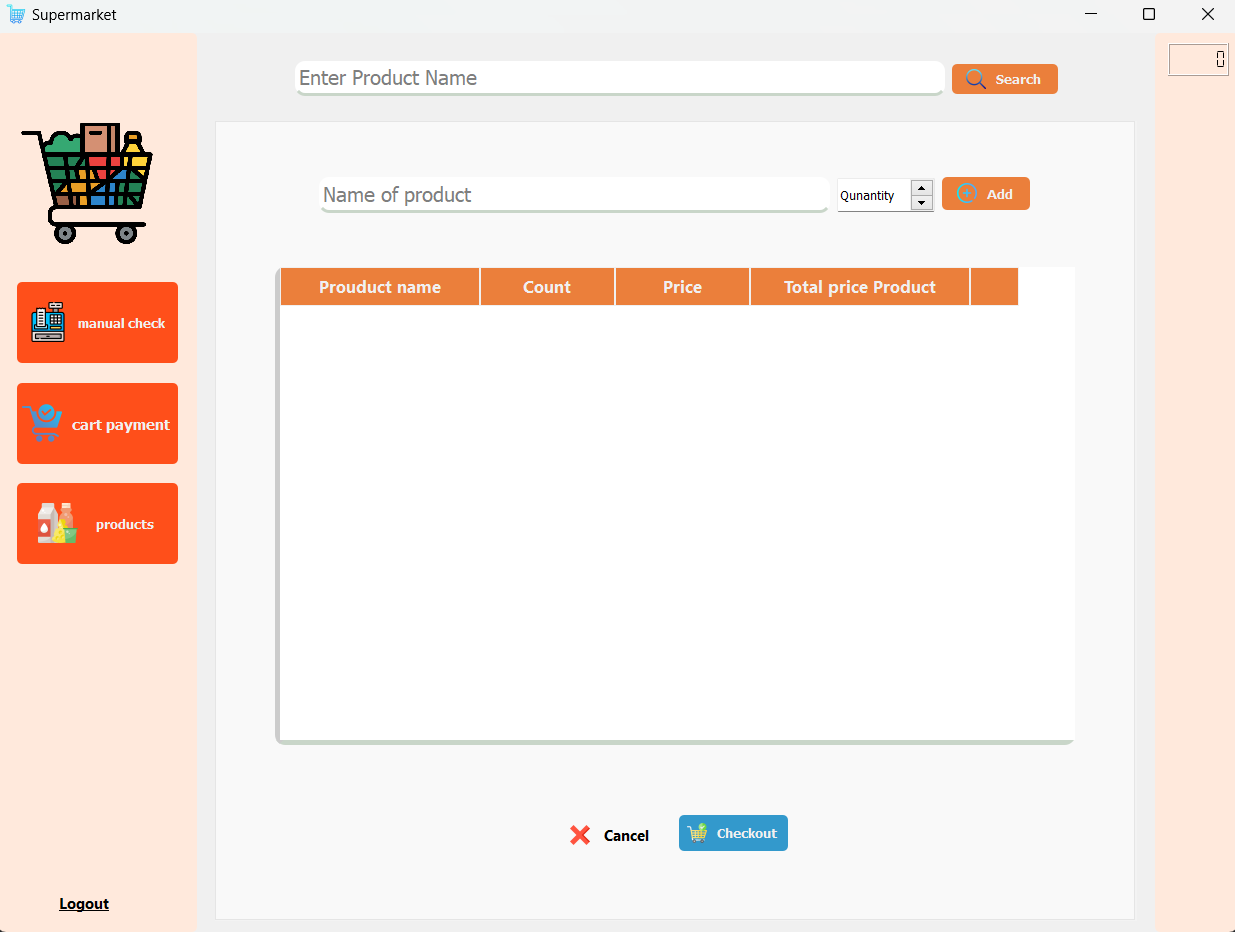 Supermarket
Enter Product Name
Search
0
Name of product
Qunantity
Add
Prouduct name Count Price Total price Product
manual check
cart payment
products
Cancel
Checkout
Logout